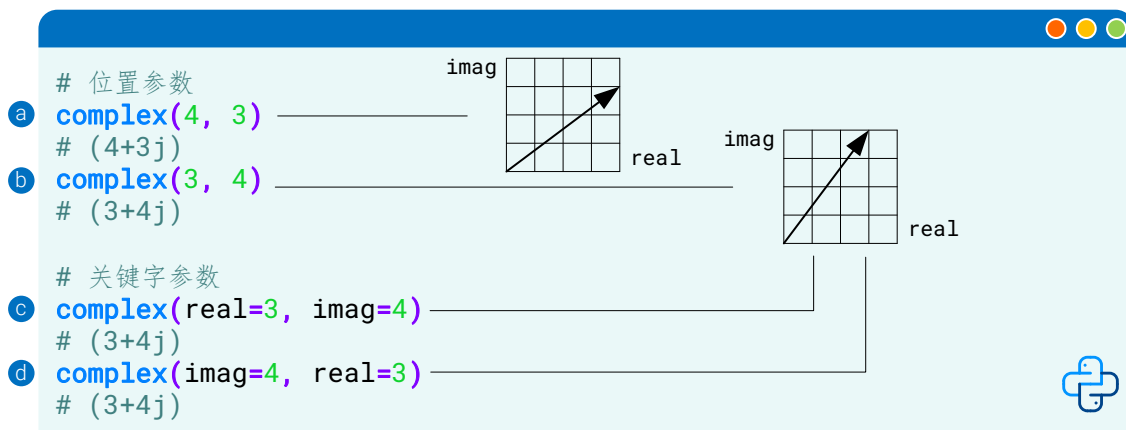 # 位置参数
imag
a complex(4, 3)
# (4+3j)
real
imag
b complex(3, 4)
# (3+4j)
real
# 关键字参数
c complex(real=3, imag=4)
# (3+4j)
d complex(imag=4, real=3)
# (3+4j)